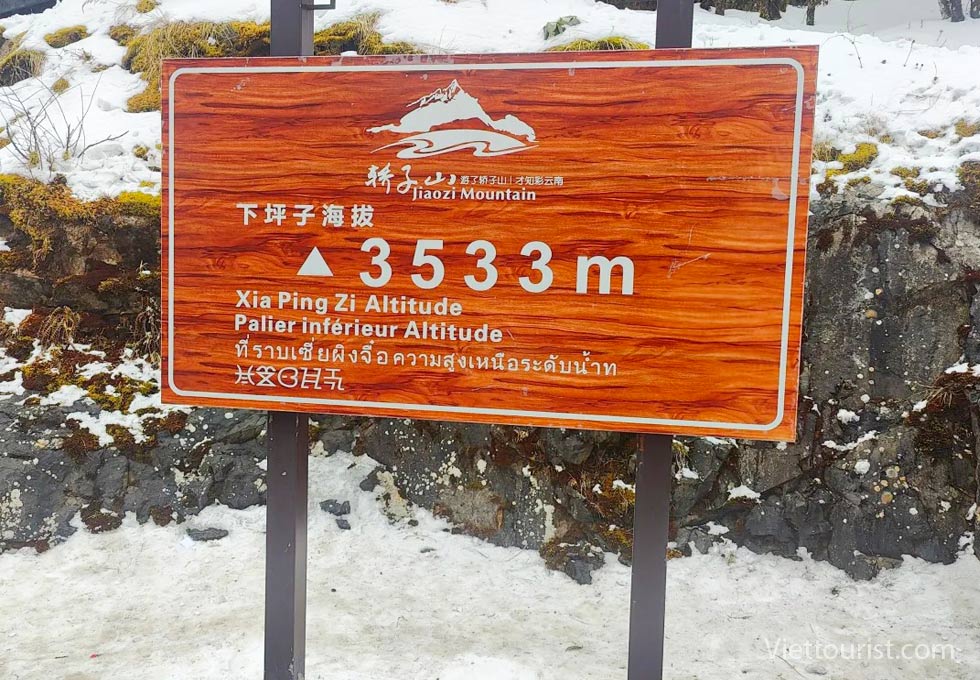 轿子山 游了轿子山|才知彩云南
Jiaozi Mountain
下坪子海拔
▲ 3533 m
Xia Ping Zi Altitude
Palier inférieur Altitude
ที่ราบเซี่ยผิงจื๋อ ความสูงเหนือระดับน้ำท
Viettourist.com